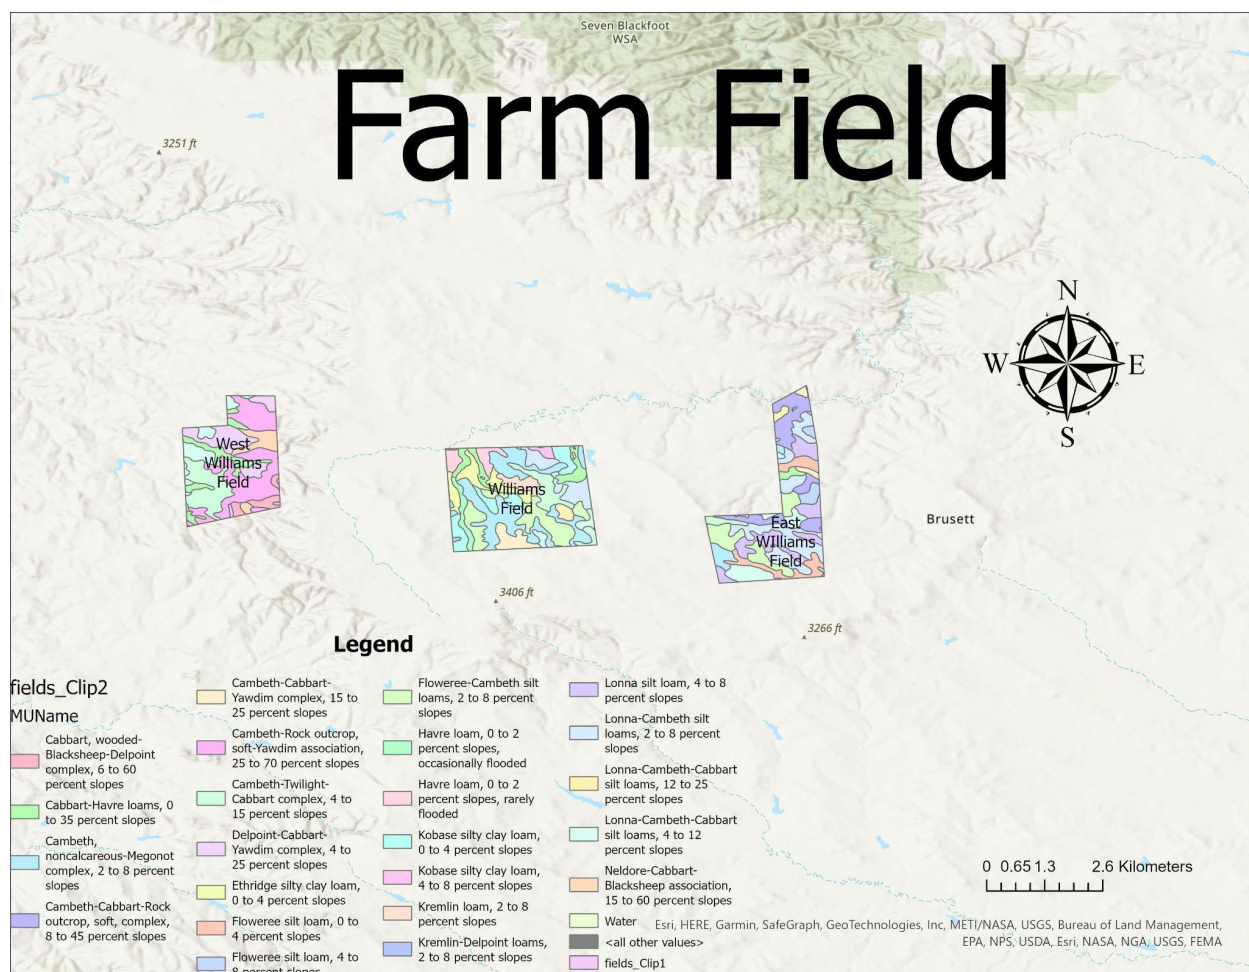 Seven Blackfoot
WSA
Farm Field
3251 ft
N
W
E
S
West
Williams
Field
Williams
Field
East
WIlliams
Field
Brusett
3406 ft
3266 ft
Legend
fields_Clip2
MUName
Cabbart, wooded-
Blacksheep-Delpoint
complex, 6 to 60
percent slopes
Cabbart-Havre loams, 0
to 35 percent slopes
Cambeth,
noncalcareous-Megonot
complex, 2 to 8 percent
slopes
Cambeth-Cabbart-Rock
outcrop, soft, complex,
8 to 45 percent slopes
Cambeth-Cabbart-
Yawdim complex, 15 to
25 percent slopes
Cambeth-Rock outcrop,
soft-Yawdim association,
25 to 70 percent slopes
Cambeth-Twilight-
Cabbart complex, 4 to
15 percent slopes
Delpoint-Cabbart-
Yawdim complex, 4 to
25 percent slopes
Ethridge silty clay loam,
0 to 4 percent slopes
Floweree silt loam, 0 to
4 percent slopes
Floweree silt loam, 4 to
8 percent slopes
Floweree-Cambeth silt
loams, 2 to 8 percent
slopes
Havre loam, 0 to 2
percent slopes,
occasionally flooded
Havre loam, 0 to 2
percent slopes, rarely
flooded
Kobase silty clay loam,
0 to 4 percent slopes
Kobase silty clay loam,
4 to 8 percent slopes
Kremlin loam, 2 to 8
percent slopes
Kremlin-Delpoint loams,
2 to 8 percent slopes
Lonna silt loam, 4 to 8
percent slopes
Lonna-Cambeth silt
loams, 2 to 8 percent
slopes
Lonna-Cambeth-Cabbart
silt loams, 12 to 25
percent slopes
Lonna-Cambeth-Cabbart
silt loams, 4 to 12
percent slopes
Neldore-Cabbart-
Blacksheep association,
15 to 60 percent slopes
Water
<all other values>
fields_Clip1
0 0.65 1.3 2.6 Kilometers
Esri, HERE, Garmin, SafeGraph, GeoTechnologies, Inc, METI/NASA, USGS, Bureau of Land Management,
EPA, NPS, USDA, Esri, NASA, NGA, USGS, FEMA